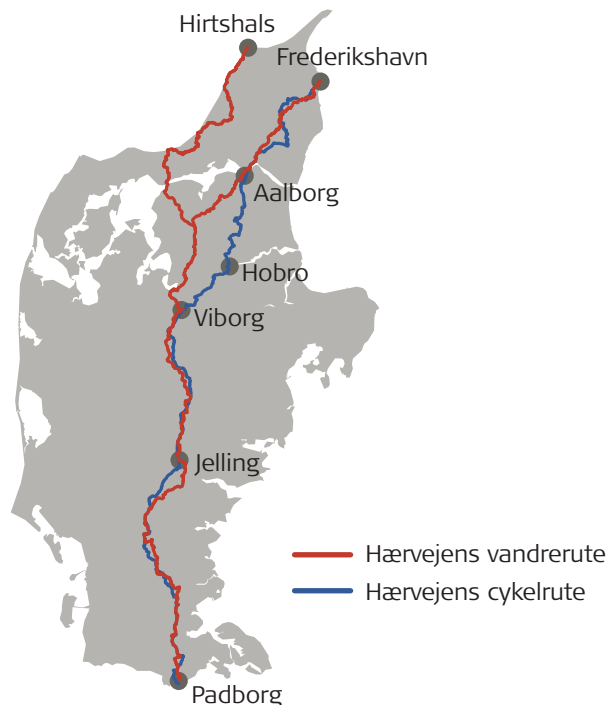 Hirtshals
Frederikshavn
Aalborg
Hobro
Viborg
Jelling
Hærvejens vandrerute
Hærvejens cykelrute
Padborg